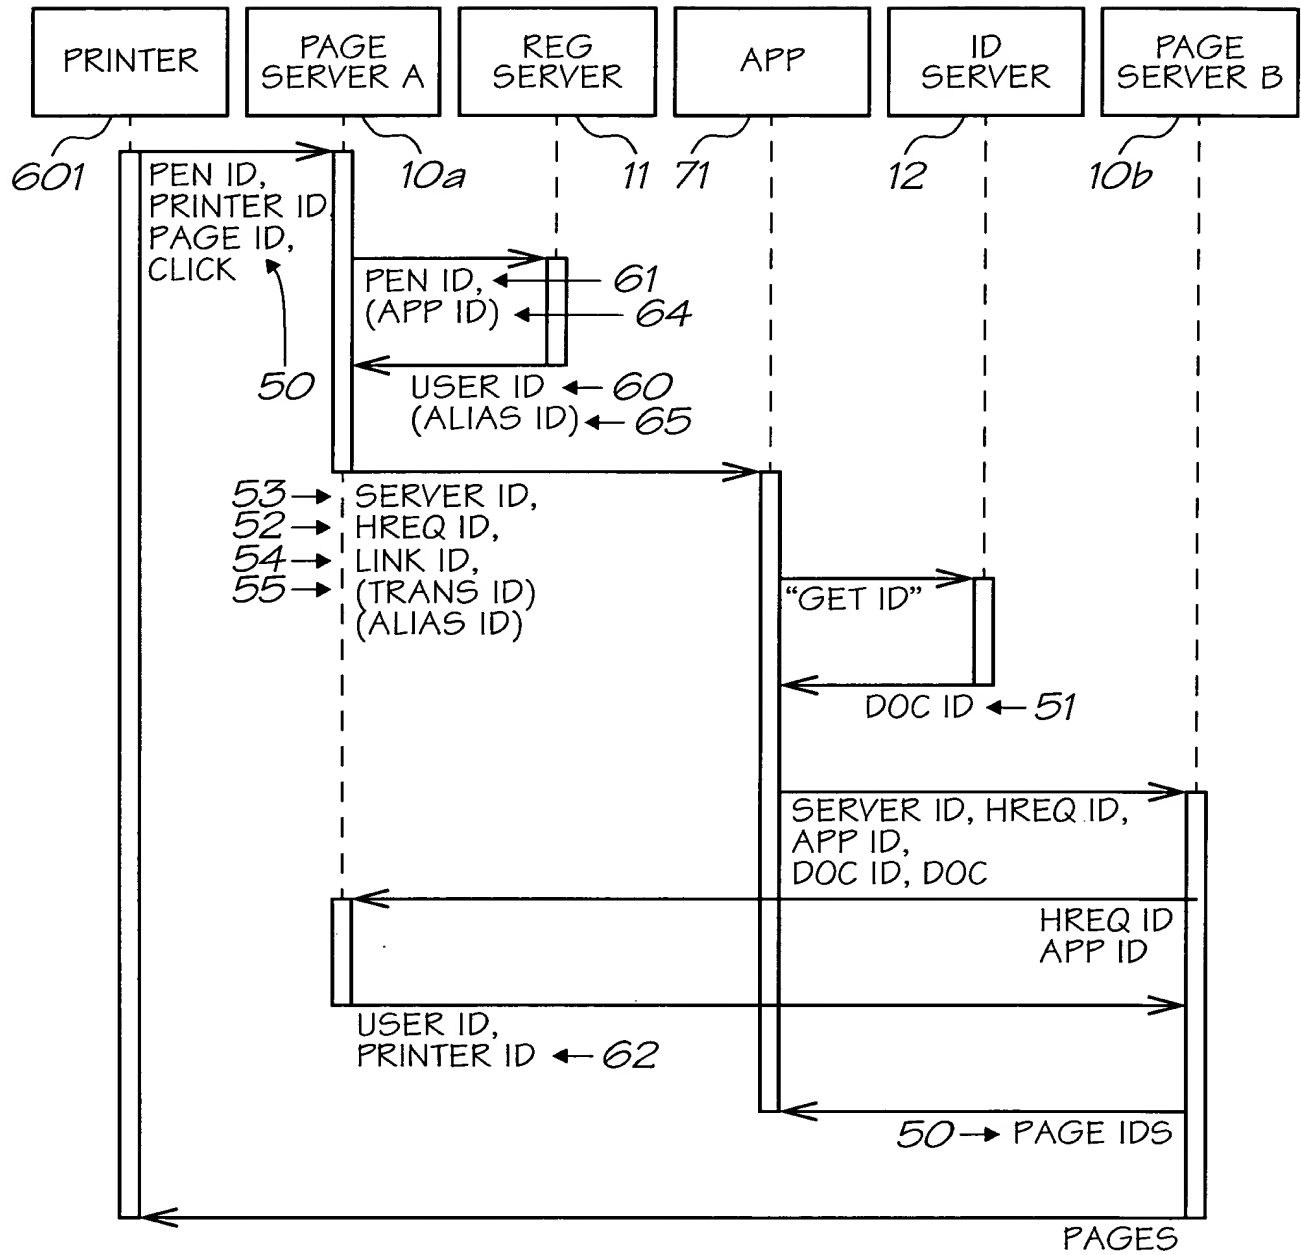 PRINTER
PAGE
SERVER A
REG
SERVER
APP
ID
SERVER
PAGE
SERVER B
601
10a
11
71
12
10b
PEN ID,
PRINTER ID
PAGE ID,
CLICK
50
PEN ID, 61
(APP ID) 64
USER ID 60
(ALIAS ID) 65
53 SERVER ID,
52 HREQ ID,
54 LINK ID,
55 (TRANS ID)
(ALIAS ID)
“GET ID”
DOC ID 51
SERVER ID, HREQ ID,
APP ID,
DOC ID, DOC
HREQ ID
APP ID
USER ID,
PRINTER ID 62
50 PAGE IDS
PAGES